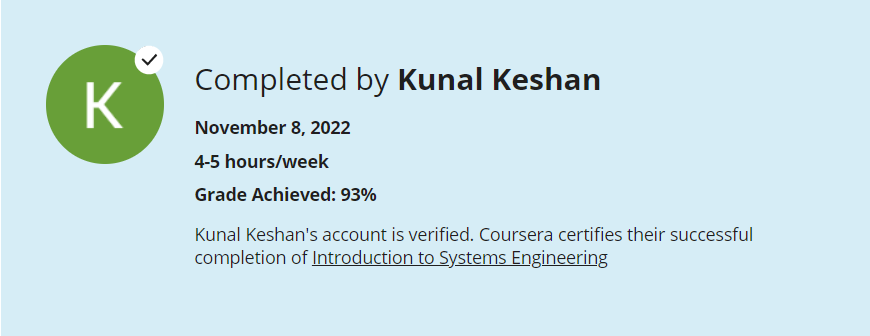 K
Completed by Kunal Keshan
November 8, 2022
4-5 hours/week
Grade Achieved: 93%
Kunal Keshan's account is verified. Coursera certifies their successful
completion of Introduction to Systems Engineering